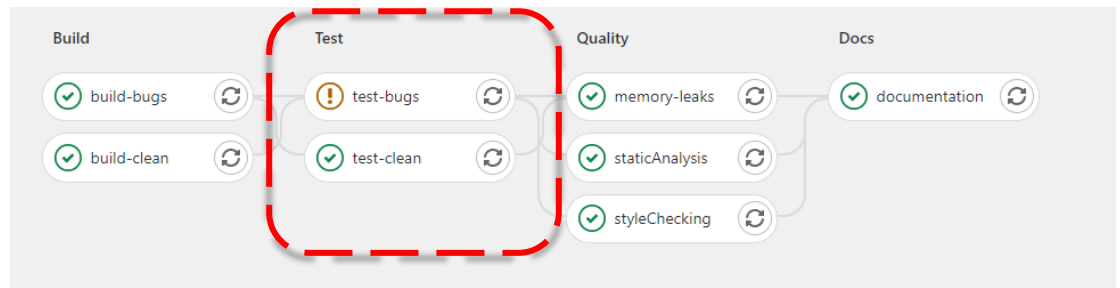 Build
Test
Quality
Docs
build-bugs
test-bugs
memory-leaks
documentation
build-clean
test-clean
staticAnalysis
styleChecking